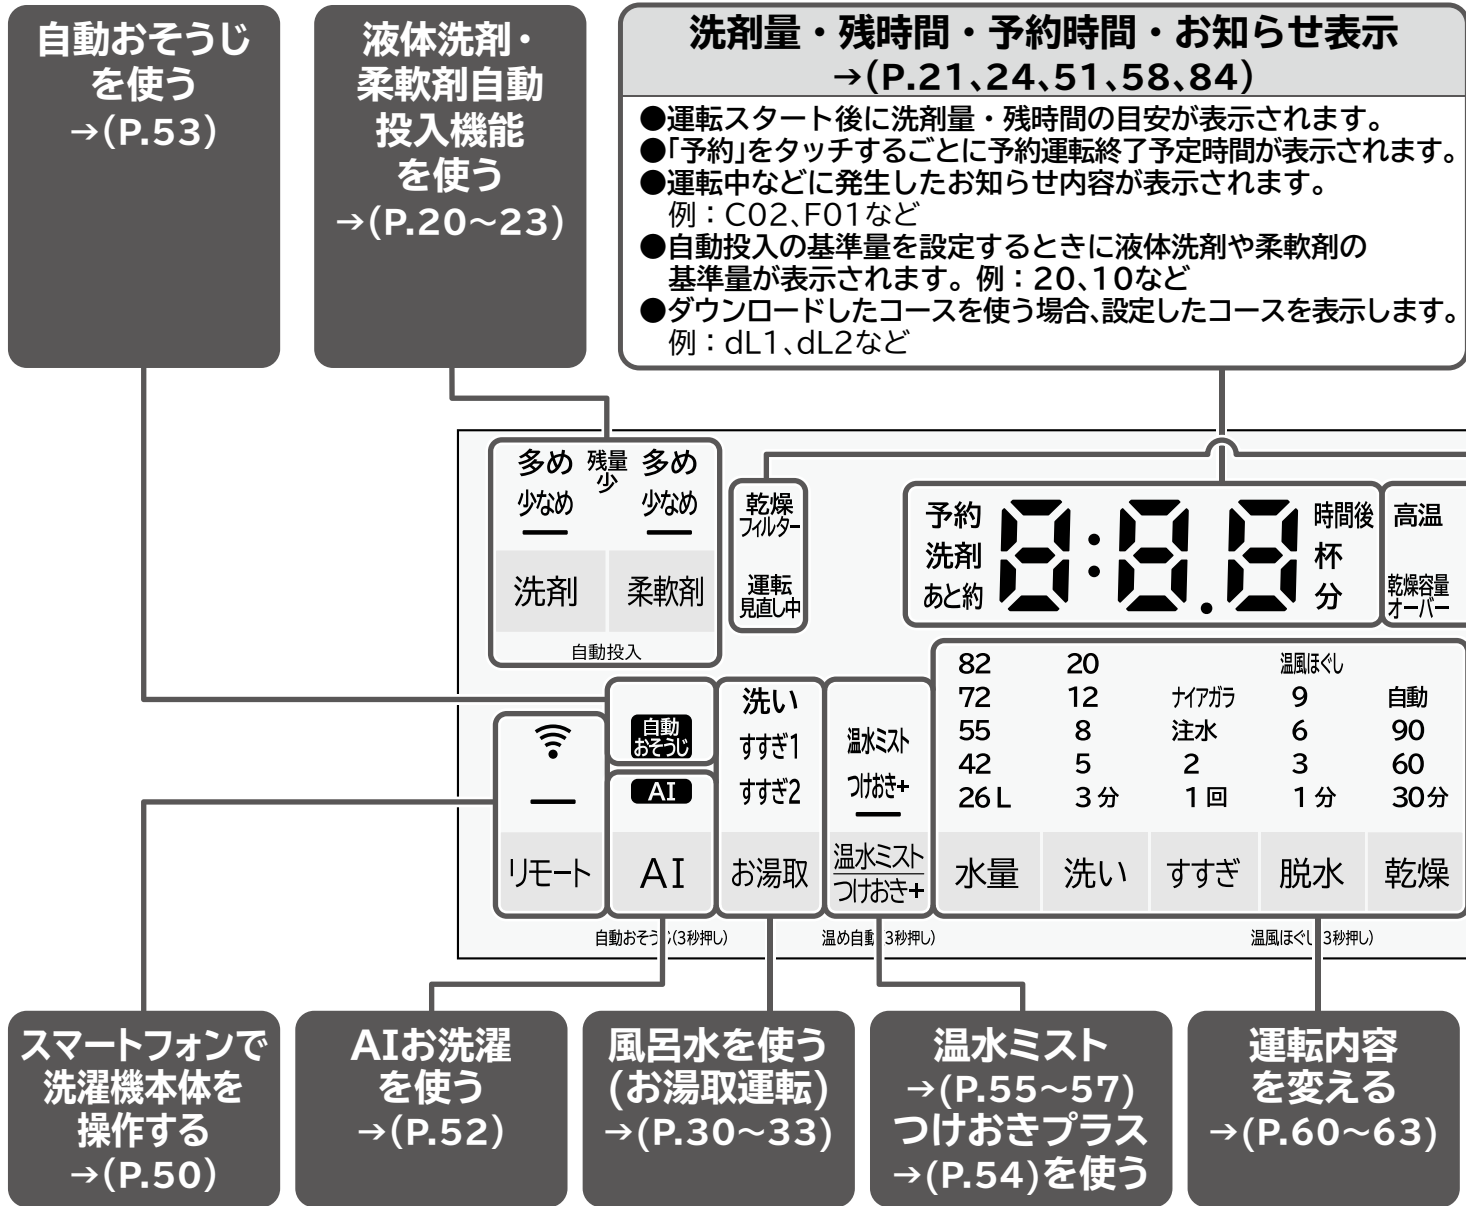 自動おそうじ
を使う
→(P.53)
液体洗剤・
柔軟剤自動
投入機能
を使う
→(P.20～23)
洗剤量・残時間・予約時間・お知らせ表示
→(P.21、24、51、58、84)
●運転スタート後に洗剤量・残時間の目安が表示されます。
●「予約」をタッチするごとに予約運転終了予定時間が表示されます。
●運転中などに発生したお知らせ内容が表示されます。
例：C02、F01など
●自動投入の基準量を設定するときに液体洗剤や柔軟剤の
基準量が表示されます。例：20、10など
●ダウンロードしたコースを使う場合、設定したコースを表示します。
例：dL1、dL2など
多め 残量 多め
少なめ 少 少なめ
洗剤 柔軟剤
自動投入
乾燥
フィルター
運転
見直し中
予約
洗剤
あと約
8:8.8
時間後
杯
分
高温
乾燥容量
オーバー
リモート
自動
おそうじ
AI
AI
洗い
すすぎ1
すすぎ2
お湯取
温水ミスト
つけおき+
温水ミスト
つけおき+
82 20 温風ほぐし
72 12 ナイアガラ 9 自動
55 8 注水 6 90
42 5 2 3 60
26L 3分 1回 1分 30分
水量 洗い すすぎ 脱水 乾燥
自動おそうじ(3秒押し) 温め自動(3秒押し) 温風ほぐし(3秒押し)
スマートフォンで
洗濯機本体を
操作する
→(P.50)
AIお洗濯
を使う
→(P.52)
風呂水を使う
(お湯取運転)
→(P.30～33)
温水ミスト
→(P.55～57)
つけおきプラス
→(P.54)を使う
運転内容
を変える
→(P.60～63)